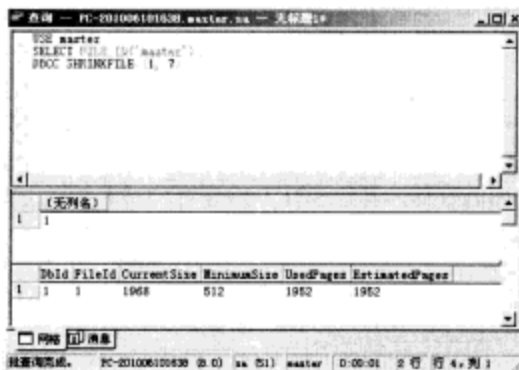 查询 — PC-201006101638.master.sa — 无标题1*
USE master
SELECT FILE_ID('master')
DBCC SHRINKFILE (1, 7)
(无列名)
1 1
DbId FileId CurrentSize MinimumSize UsedPages EstimatedPages
1 1 1 1968 512 1952 1952
网格 消息
批查询完成。 PC-201006101638 (8.0) sa (51) master 0:00:01 2 行 行 4, 列 1